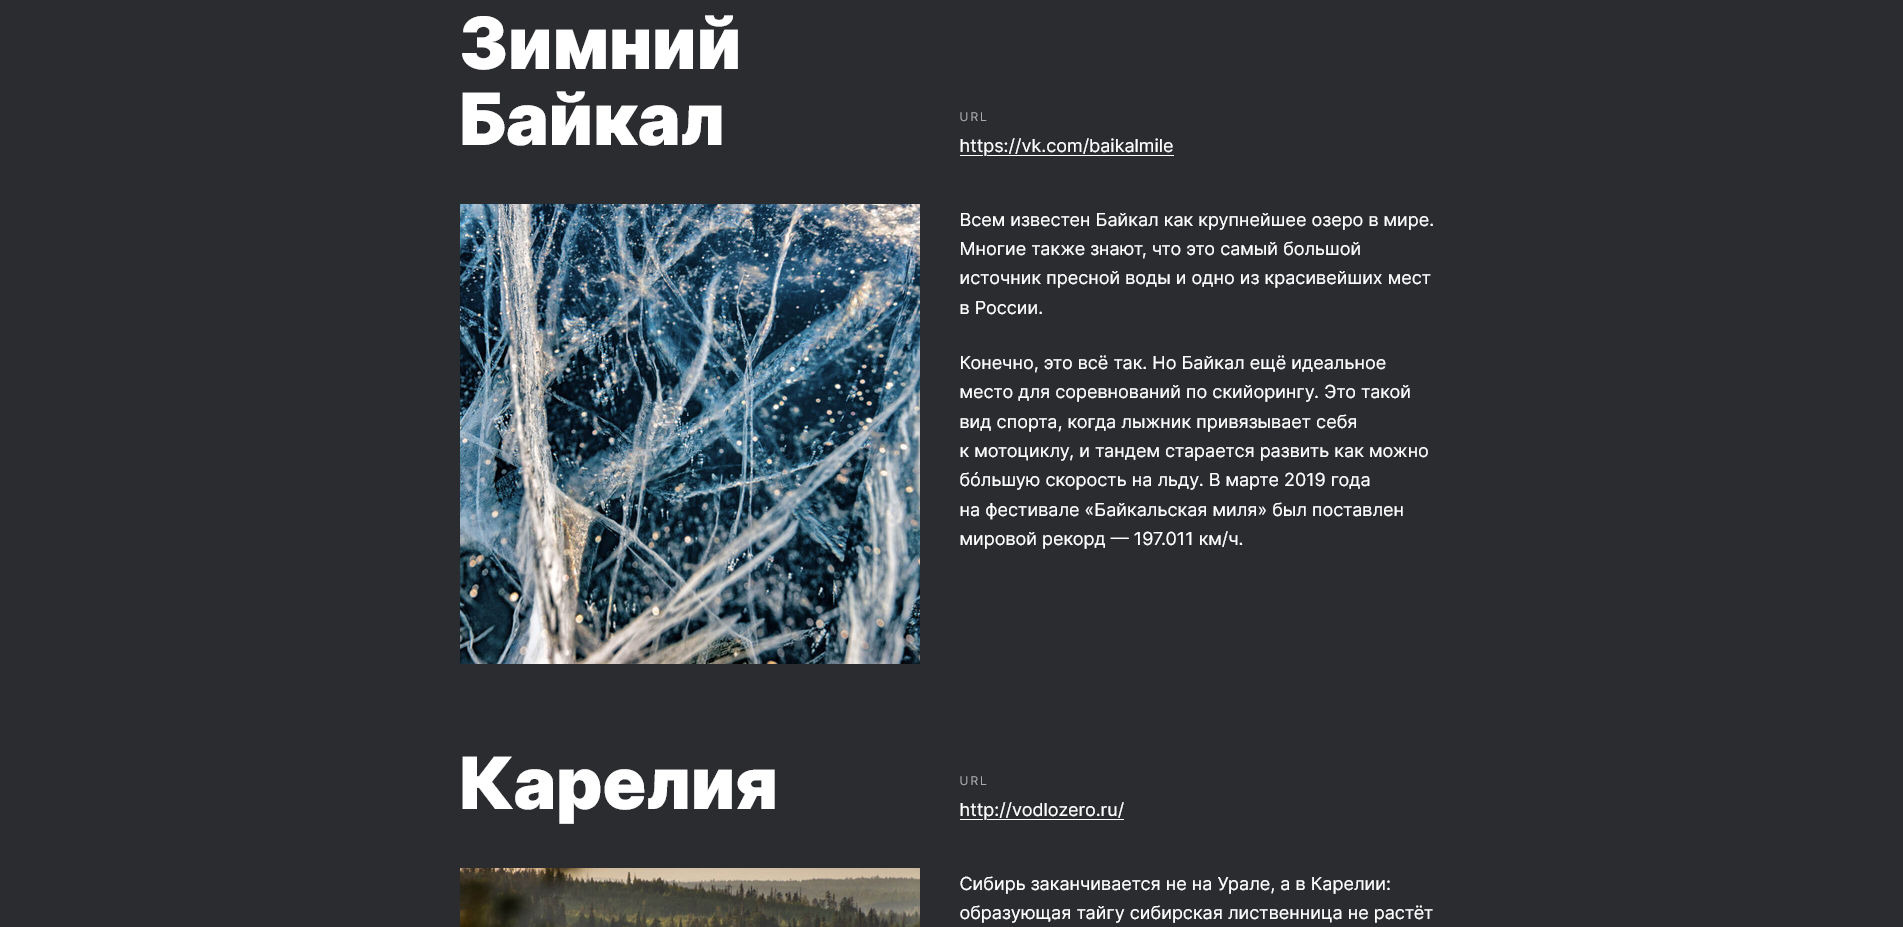 Зимний
Байкал
URL
https://vk.com/baikalmile
Всем известен Байкал как крупнейшее озеро в мире.
Многие также знают, что это самый большой
источник пресной воды и одно из красивейших мест
в России.
Конечно, это всё так. Но Байкал ещё идеальное
место для соревнований по скийорингу. Это такой
вид спорта, когда лыжник привязывает себя
к мотоциклу, и тандем старается развить как можно
бо́льшую скорость на льду. В марте 2019 года
на фестивале «Байкальская миля» был поставлен
мировой рекорд — 197.011 км/ч.
Карелия
URL
http://vodlozero.ru/
Сибирь заканчивается не на Урале, а в Карелии:
образующая тайгу сибирская лиственница не растёт